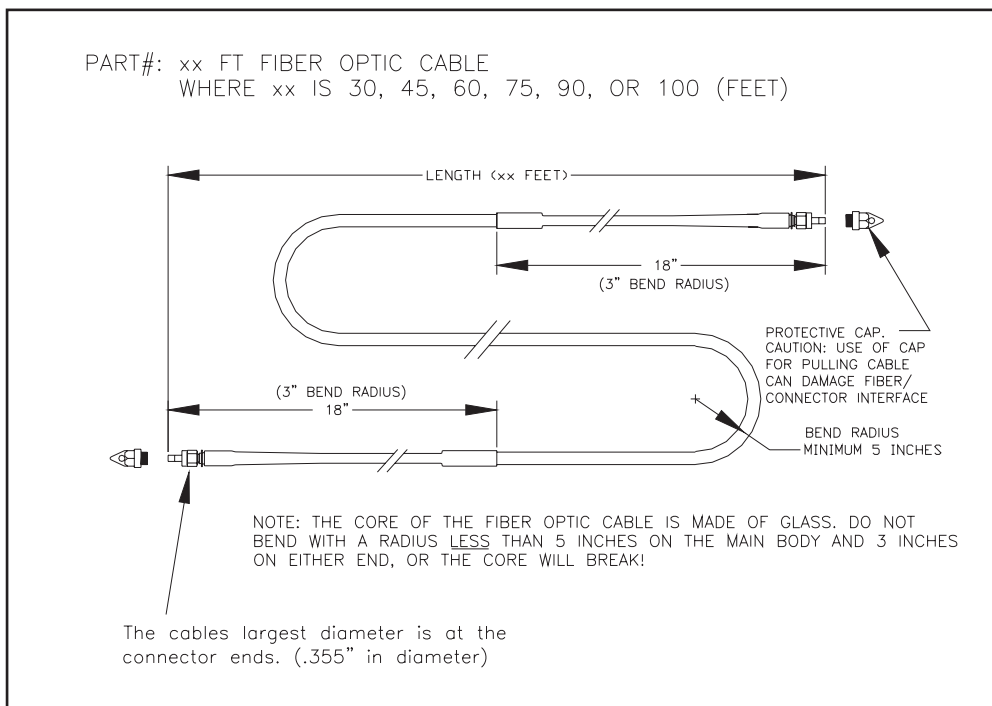 PART#: xx FT FIBER OPTIC CABLE
WHERE xx IS 30, 45, 60, 75, 90, OR 100 (FEET)
LENGTH (xx FEET)
18"
(3" BEND RADIUS)
PROTECTIVE CAP.
CAUTION: USE OF CAP
FOR PULLING CABLE
CAN DAMAGE FIBER/
CONNECTOR INTERFACE
(3" BEND RADIUS)
18"
BEND RADIUS
MINIMUM 5 INCHES
NOTE: THE CORE OF THE FIBER OPTIC CABLE IS MADE OF GLASS. DO NOT
BEND WITH A RADIUS LESS THAN 5 INCHES ON THE MAIN BODY AND 3 INCHES
ON EITHER END, OR THE CORE WILL BREAK!
The cables largest diameter is at the
connector ends. (.355" in diameter)